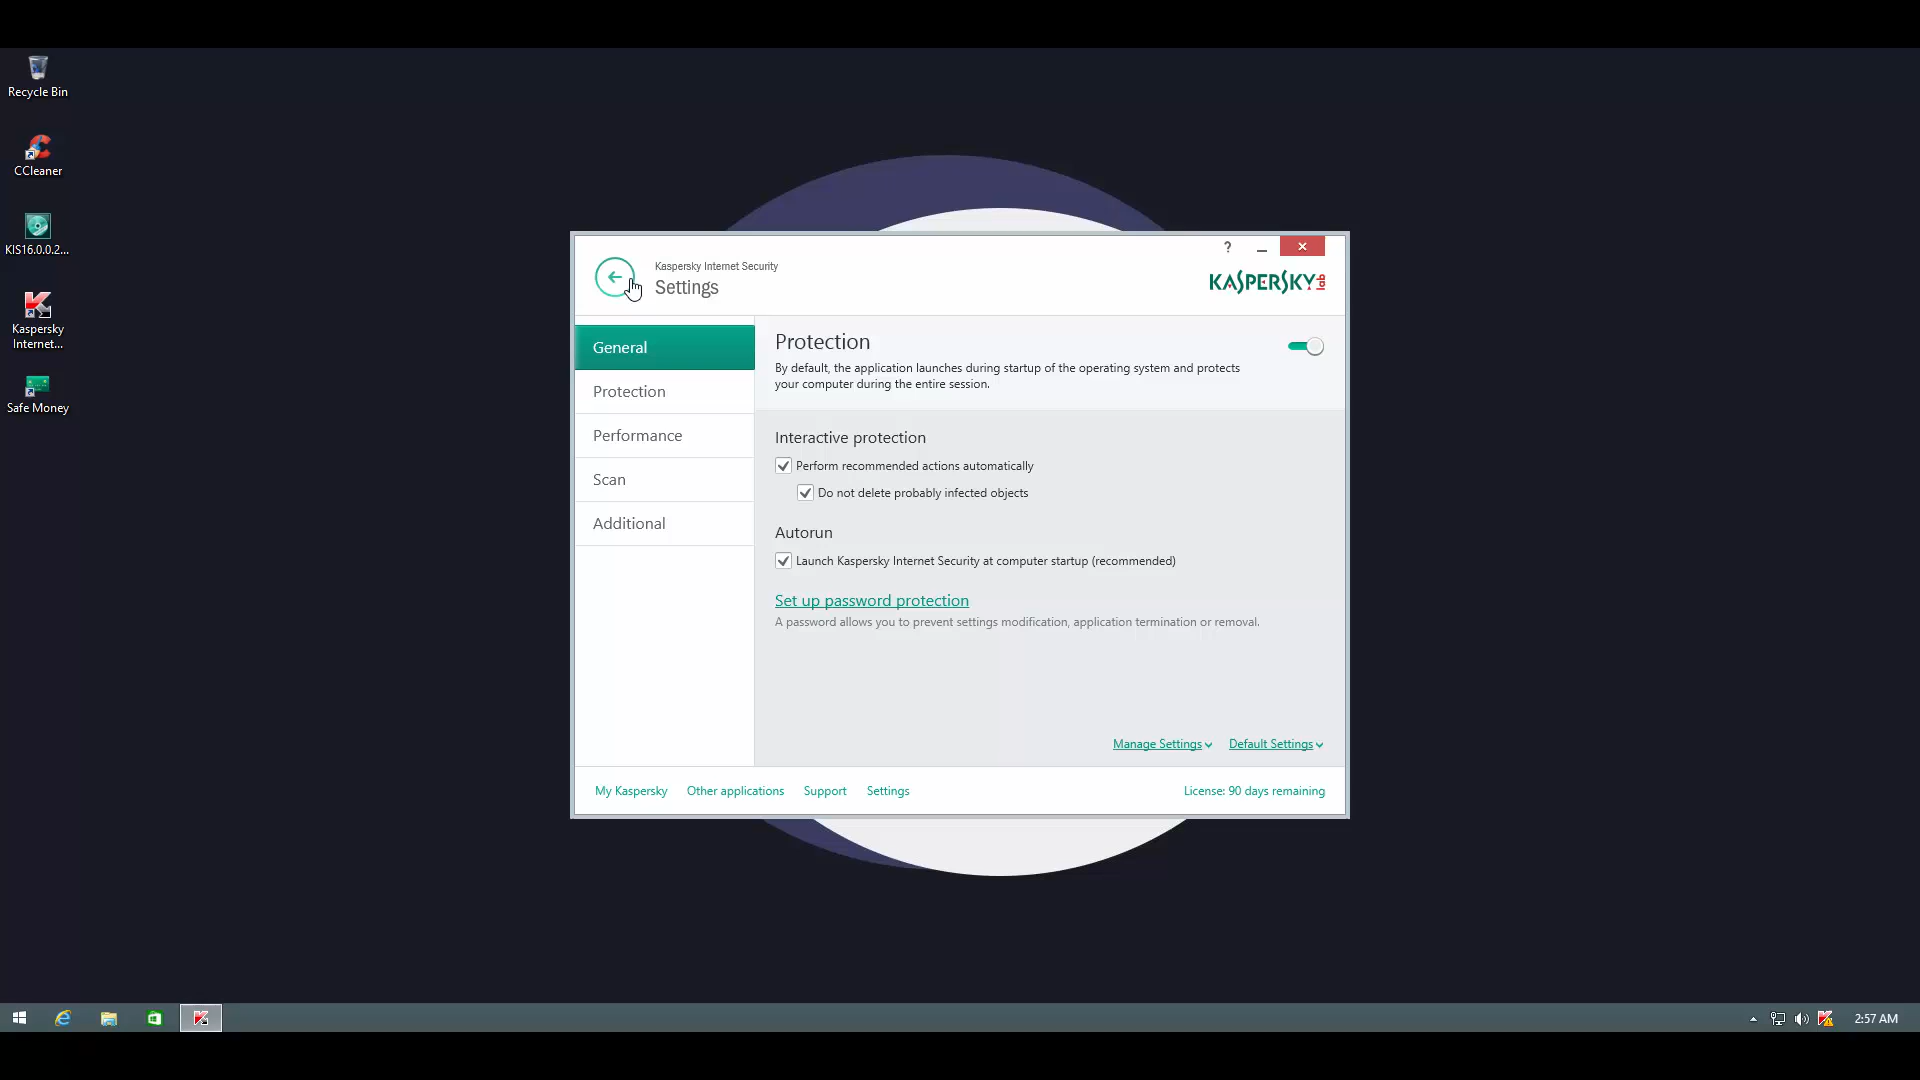 Recycle Bin
CCleaner
KIS16.0.0.2...
Kaspersky
Internet...
Safe Money
?
Kaspersky Internet Security
Settings
KASPERSKY lab
General
Protection
Performance
Scan
Additional
Protection
By default, the application launches during startup of the operating system and protects
your computer during the entire session.
Interactive protection
Perform recommended actions automatically
Do not delete probably infected objects
Autorun
Launch Kaspersky Internet Security at computer startup (recommended)
Set up password protection
A password allows you to prevent settings modification, application termination or removal.
Manage Settings
Default Settings
My Kaspersky
Other applications
Support
Settings
License: 90 days remaining
2:57 AM